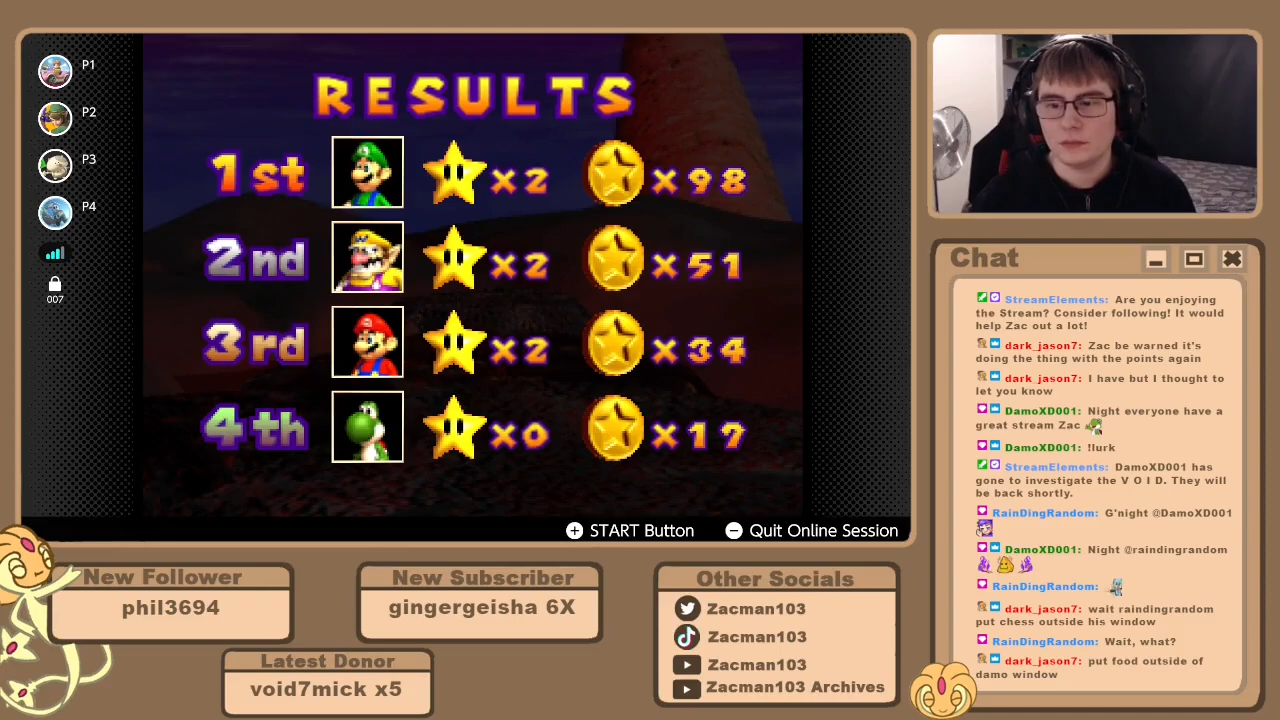 P1
P2
P3
P4
007
RESULTS
1st ×2 ×98
2nd ×2 ×51
3rd ×2 ×34
4th ×0 ×17
+ START Button
− Quit Online Session
Chat
StreamElements: Are you enjoying
the Stream? Consider following! It would
help Zac out a lot!
dark_jason7: Zac be warned it's
doing the thing with the points again
dark_jason7: I have but I thought to
let you know
DamoXD001: Night everyone have a
great stream Zac
DamoXD001: !lurk
StreamElements: DamoXD001 has
gone to investigate the V O I D. They will
be back shortly.
RainDingRandom: G'night @DamoXD001
DamoXD001: Night @raindingrandom
RainDingRandom:
dark_jason7: wait raindingrandom
put chess outside his window
RainDingRandom: Wait, what?
dark_jason7: put food outside of
damo window
New Follower
phil3694
New Subscriber
gingergeisha 6X
Latest Donor
void7mick x5
Other Socials
Zacman103
Zacman103
Zacman103
Zacman103 Archives